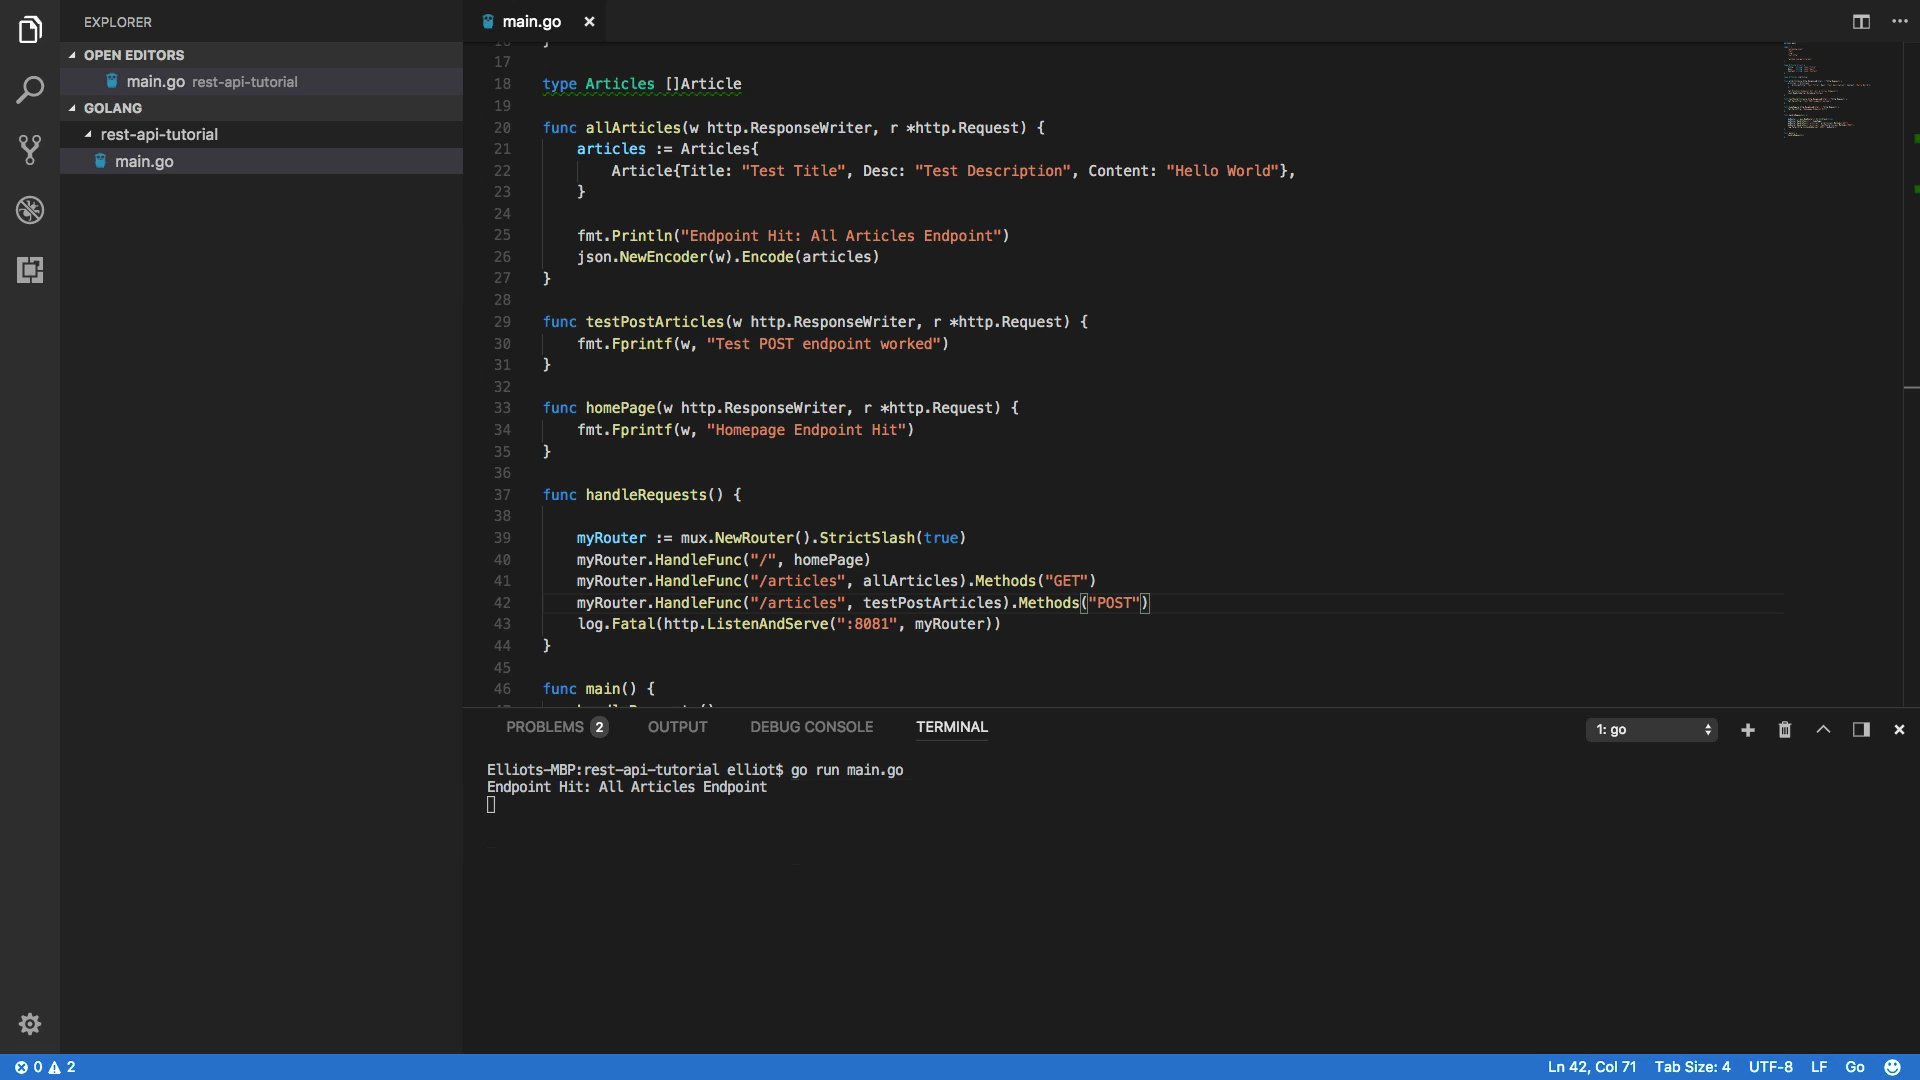 EXPLORER
OPEN EDITORS
main.go rest-api-tutorial
GOLANG
rest-api-tutorial
main.go
main.go
17
18 type Articles []Article
19
20 func allArticles(w http.ResponseWriter, r *http.Request) {
21 articles := Articles{
22 Article{Title: "Test Title", Desc: "Test Description", Content: "Hello World"},
23 }
24
25 fmt.Println("Endpoint Hit: All Articles Endpoint")
26 json.NewEncoder(w).Encode(articles)
27 }
28
29 func testPostArticles(w http.ResponseWriter, r *http.Request) {
30 fmt.Fprintf(w, "Test POST endpoint worked")
31 }
32
33 func homePage(w http.ResponseWriter, r *http.Request) {
34 fmt.Fprintf(w, "Homepage Endpoint Hit")
35 }
36
37 func handleRequests() {
38
39 myRouter := mux.NewRouter().StrictSlash(true)
40 myRouter.HandleFunc("/", homePage)
41 myRouter.HandleFunc("/articles", allArticles).Methods("GET")
42 myRouter.HandleFunc("/articles", testPostArticles).Methods("POST")
43 log.Fatal(http.ListenAndServe(":8081", myRouter))
44 }
45
46 func main() {
PROBLEMS 2 OUTPUT DEBUG CONSOLE TERMINAL 1: go
Elliots-MBP:rest-api-tutorial elliot$ go run main.go
Endpoint Hit: All Articles Endpoint
0 2 Ln 42, Col 71 Tab Size: 4 UTF-8 LF Go